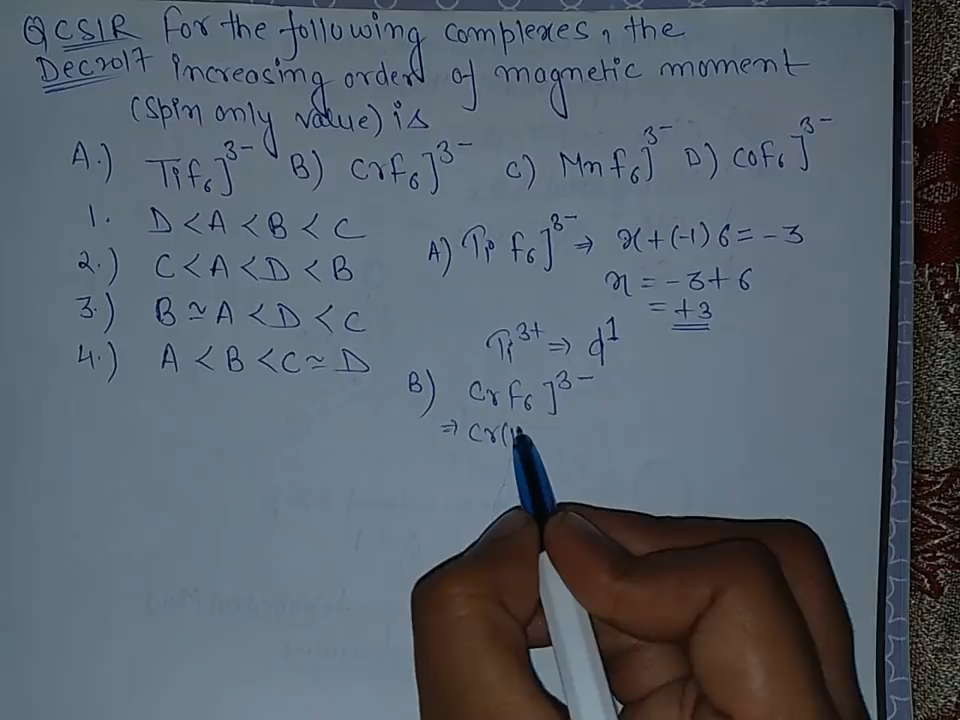 Q CSIR For the following complexes, the
Dec2017 increasing order of magnetic moment
(Spin only value) is
A.) TiF6]3- B) CrF6]3- C) MnF6]3- D) CoF6]3-
1. D < A < B < C
2.) C < A < D < B
3.) B ≃ A < D < C
4.) A < B < C ≃ D
A) TiF6]3- ⇒ x + (-1) 6 = -3
x = -3 + 6
= +3
Ti3+ ⇒ d1
B) CrF6]3-
⇒ Cr(